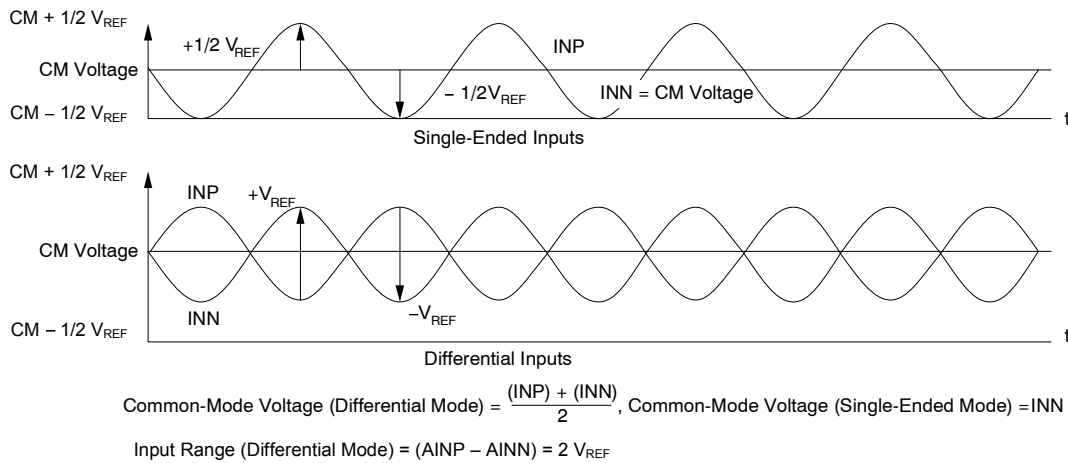 CM + 1/2 VREF
+1/2 VREF
INP
CM Voltage
INN = CM Voltage
– 1/2VREF
CM – 1/2 VREF
t
Single-Ended Inputs
CM + 1/2 VREF
INP
+VREF
CM Voltage
INN
–VREF
CM – 1/2 VREF
t
Differential Inputs
Common-Mode Voltage (Differential Mode) = (INP) + (INN) / 2, Common-Mode Voltage (Single-Ended Mode) = INN
Input Range (Differential Mode) = (AINP – AINN) = 2 VREF